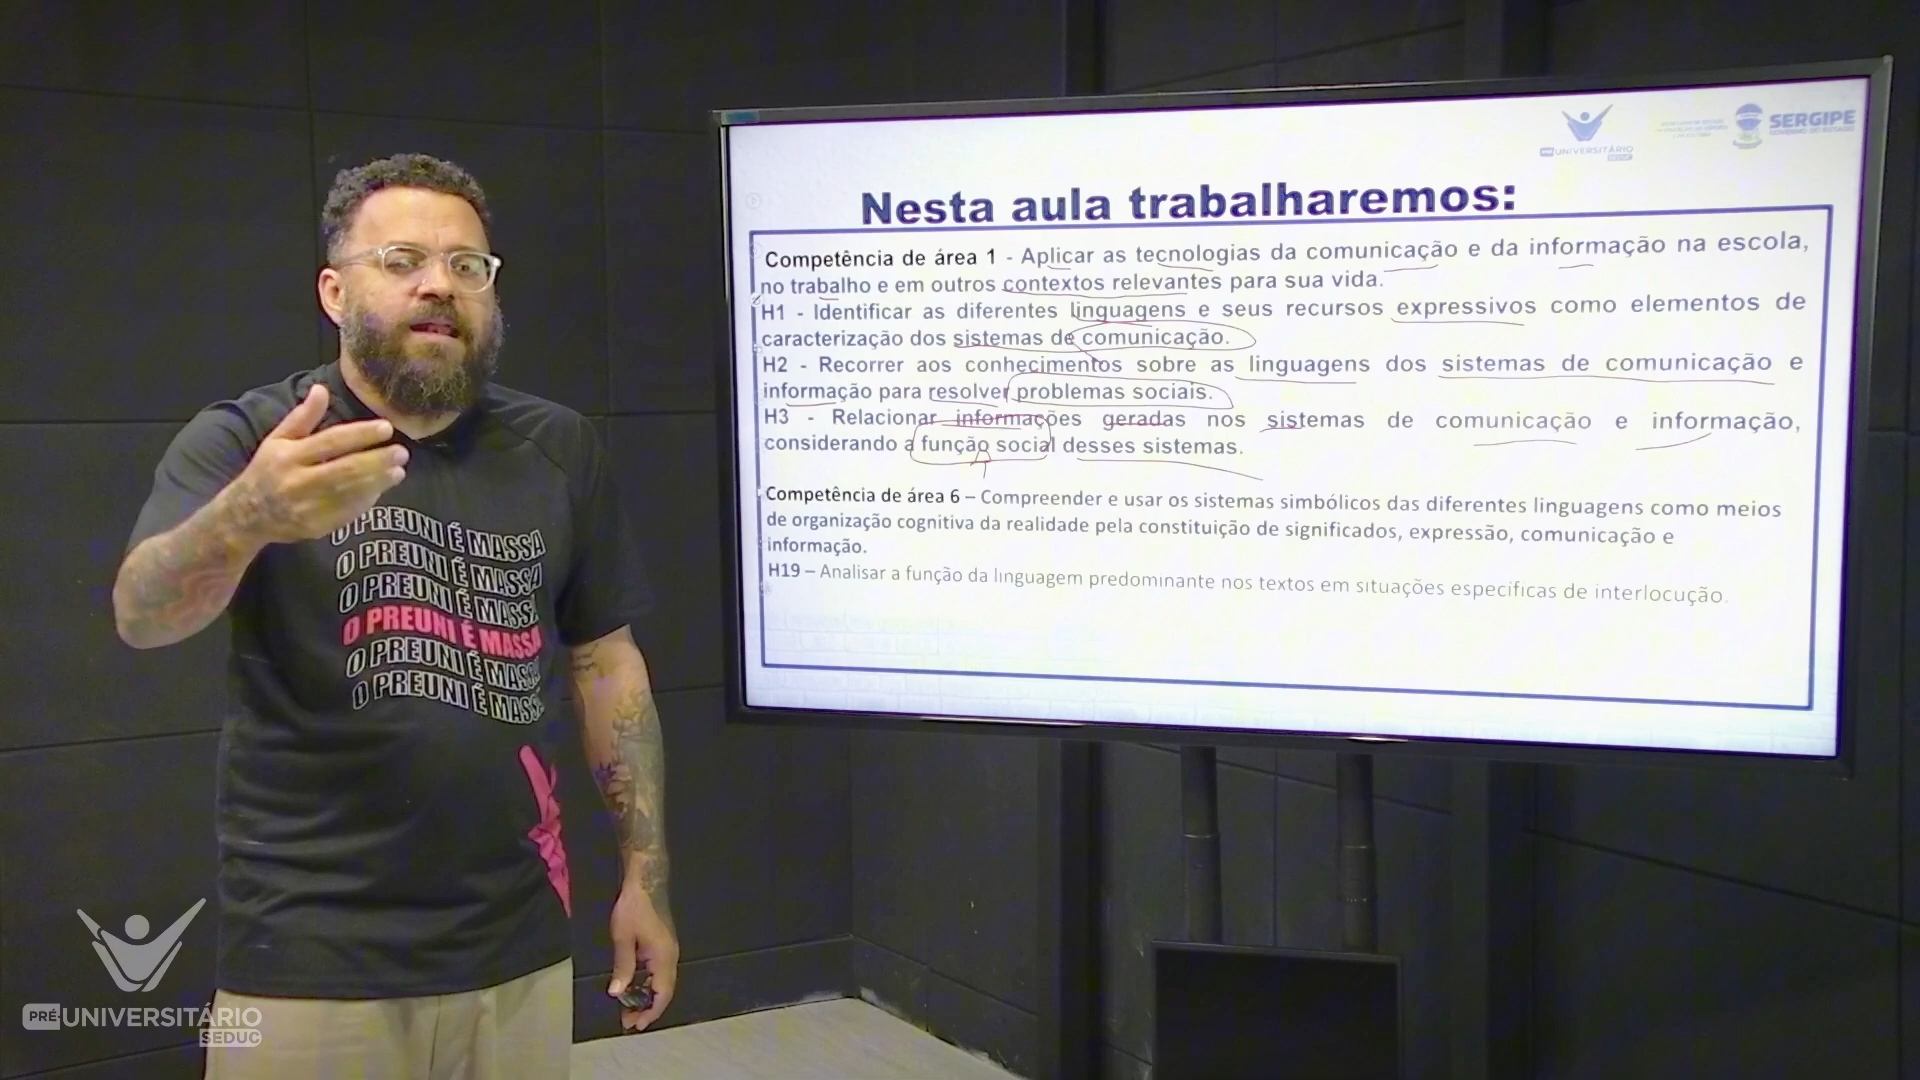 PRÉ UNIVERSITÁRIO
SEDUC
SERGIPE
GOVERNO DO ESTADO
Nesta aula trabalharemos:
Competência de área 1 - Aplicar as tecnologias da comunicação e da informação na escola,
no trabalho e em outros contextos relevantes para sua vida.
H1 - Identificar as diferentes linguagens e seus recursos expressivos como elementos de
caracterização dos sistemas de comunicação.
H2 - Recorrer aos conhecimentos sobre as linguagens dos sistemas de comunicação e
informação para resolver problemas sociais.
H3 - Relacionar informações geradas nos sistemas de comunicação e informação,
considerando a função social desses sistemas.
Competência de área 6 – Compreender e usar os sistemas simbólicos das diferentes linguagens como meios
de organização cognitiva da realidade pela constituição de significados, expressão, comunicação e
informação.
H19 – Analisar a função da linguagem predominante nos textos em situações específicas de interlocução.
O PREUNI É MASSA
O PREUNI É MASSA
O PREUNI É MASSA
O PREUNI É MASSA
O PREUNI É MASSA
O PREUNI É MASSA
PRÉ-UNIVERSITÁRIO
SEDUC